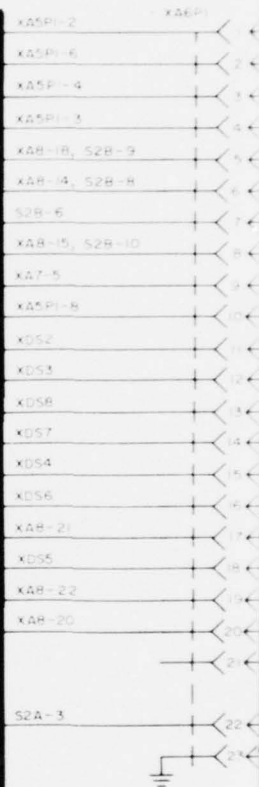 XA6P1
XA5P1-2 1
XA5P1-6 2
XA5P1-4 3
XA5P1-3 4
XA8-18, S2B-9 5
XA8-14, S2B-8 6
S2B-6 7
XA8-15, S2B-10 8
XA7-5 9
XA5P1-8 10
XDS2 11
XDS3 12
XDS8 13
XDS7 14
XDS4 15
XDS6 16
XA8-21 17
XDS5 18
XA8-22 19
XA8-20 20
21
S2A-3 22
23